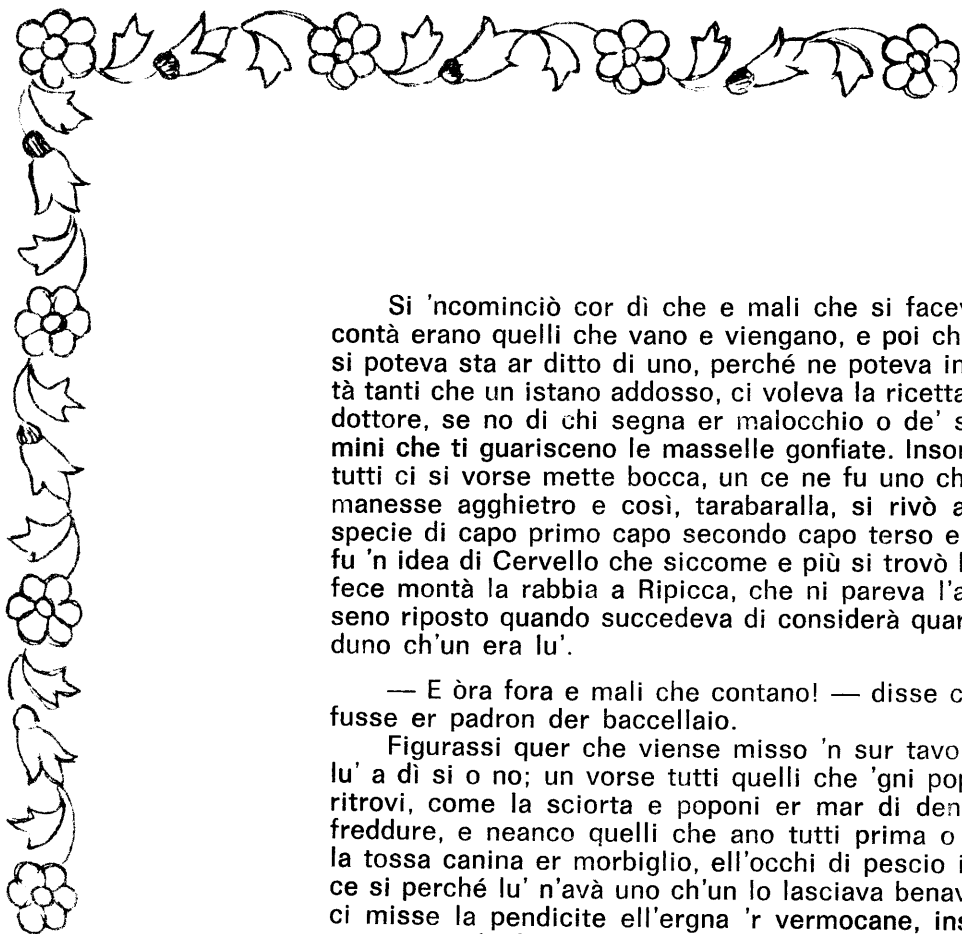 Si 'ncominciò cor dì che e mali che si facev
contà erano quelli che vano e viengano, e poi ch
si poteva sta ar ditto di uno, perché ne poteva in
tà tanti che un istano addosso, ci voleva la ricetta
dottore, se no di chi segna er malocchio o de' s
mini che ti guarisceno le masselle gonfiate. Inso
tutti ci si vorse mette bocca, un ce ne fu uno ch
manesse agghietro e così, tarabaralla, si rivò a
specie di capo primo capo secondo capo terso e
fu 'n idea di Cervello che siccome e più si trovò
fece montà la rabbia a Ripicca, che ni pareva l'a
seno riposto quando succedeva di considerà quar
duno ch'un era lu'.
— E òra fora e mali che contano! — disse c
fusse er padron der baccellaio.
Figurassi quer che viense misso 'n sur tavo
lu' a dì si o no; un vorse tutti quelli che 'gni pop
ritrovi, come la sciorta e poponi er mar di den
freddure, e neanco quelli che ano tutti prima o
la tossa canina er morbiglio, ell'occhi di pescio i
ce si perché lu' n'avà uno ch'un lo lasciava benav
ci misse la pendicite ell'ergna 'r vermocane, ins